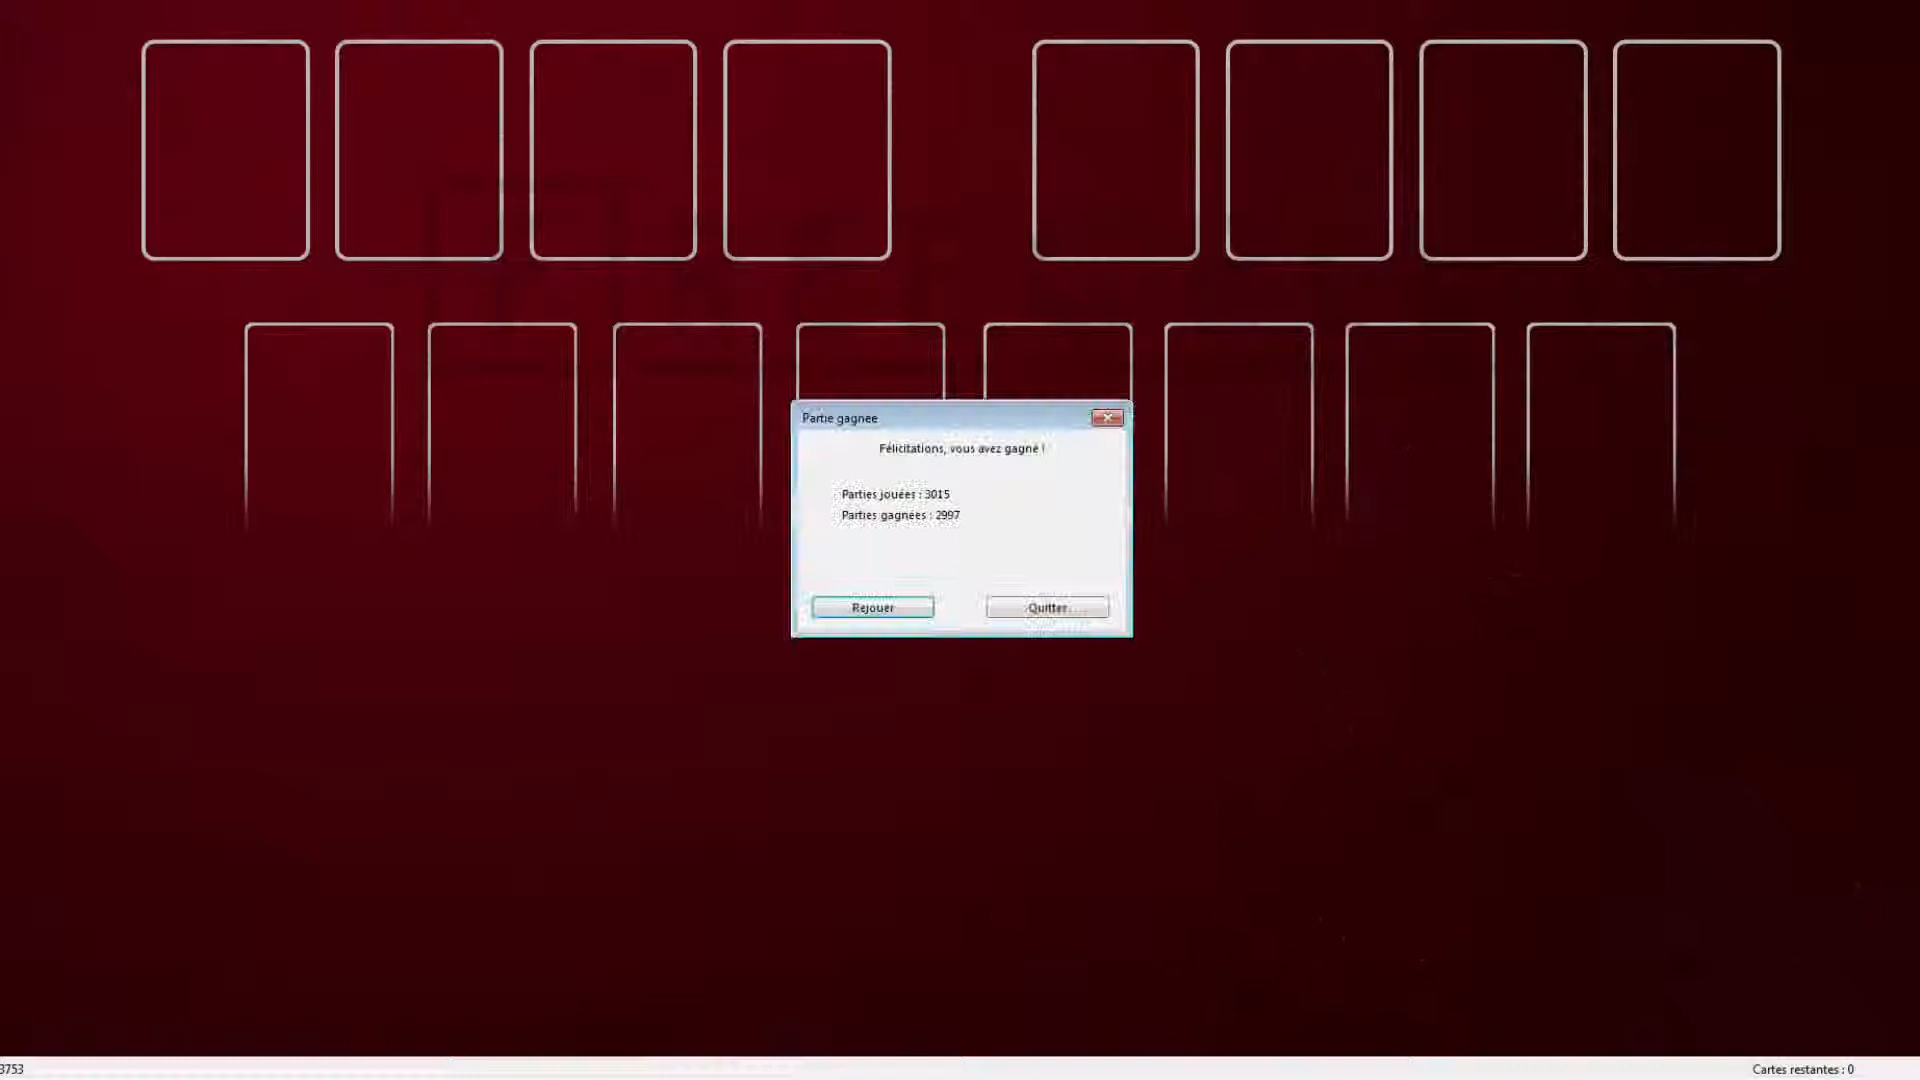 Partie gagnee
Félicitations, vous avez gagné !
Parties jouées : 3015
Parties gagnées : 2997
Rejouer
Quitter
3753
Cartes restantes : 0